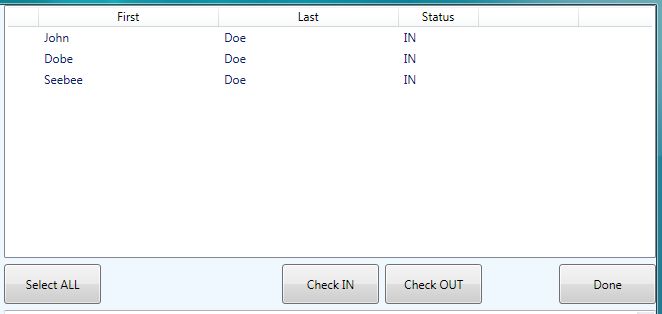 First Last Status
John Doe IN
Dobe Doe IN
Seebee Doe IN
Select ALL Check IN Check OUT Done